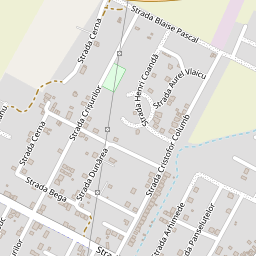 Strada Blaise Pascal
Strada Cerna
Strada Henri Coandă
Strada Aurel Vlaicu
Strada Crișurilor
Strada Cerna
Strada Cristofor Columb
Strada Dunărea
Strada Bega
Strada Arhimede
Strada Panseluțelor